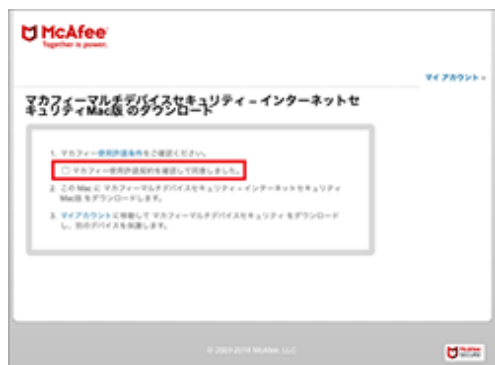 McAfee
Together is power.
マイ アカウント
マカフィーマルチデバイスセキュリティ – インターネットセ
キュリティMac版 のダウンロード
1. マカフィー使用許諾条件をご確認ください。
マカフィー使用許諾契約を確認して同意しました。
2. この Mac に マカフィーマルチデバイスセキュリティ – インターネットセキュリティ
Mac版 をダウンロードします。
3. マイアカウントに移動して マカフィーマルチデバイスセキュリティ をダウンロード
し、別のデバイスを保護します。
© 2003-2019 McAfee, LLC
McAfee
SECURE